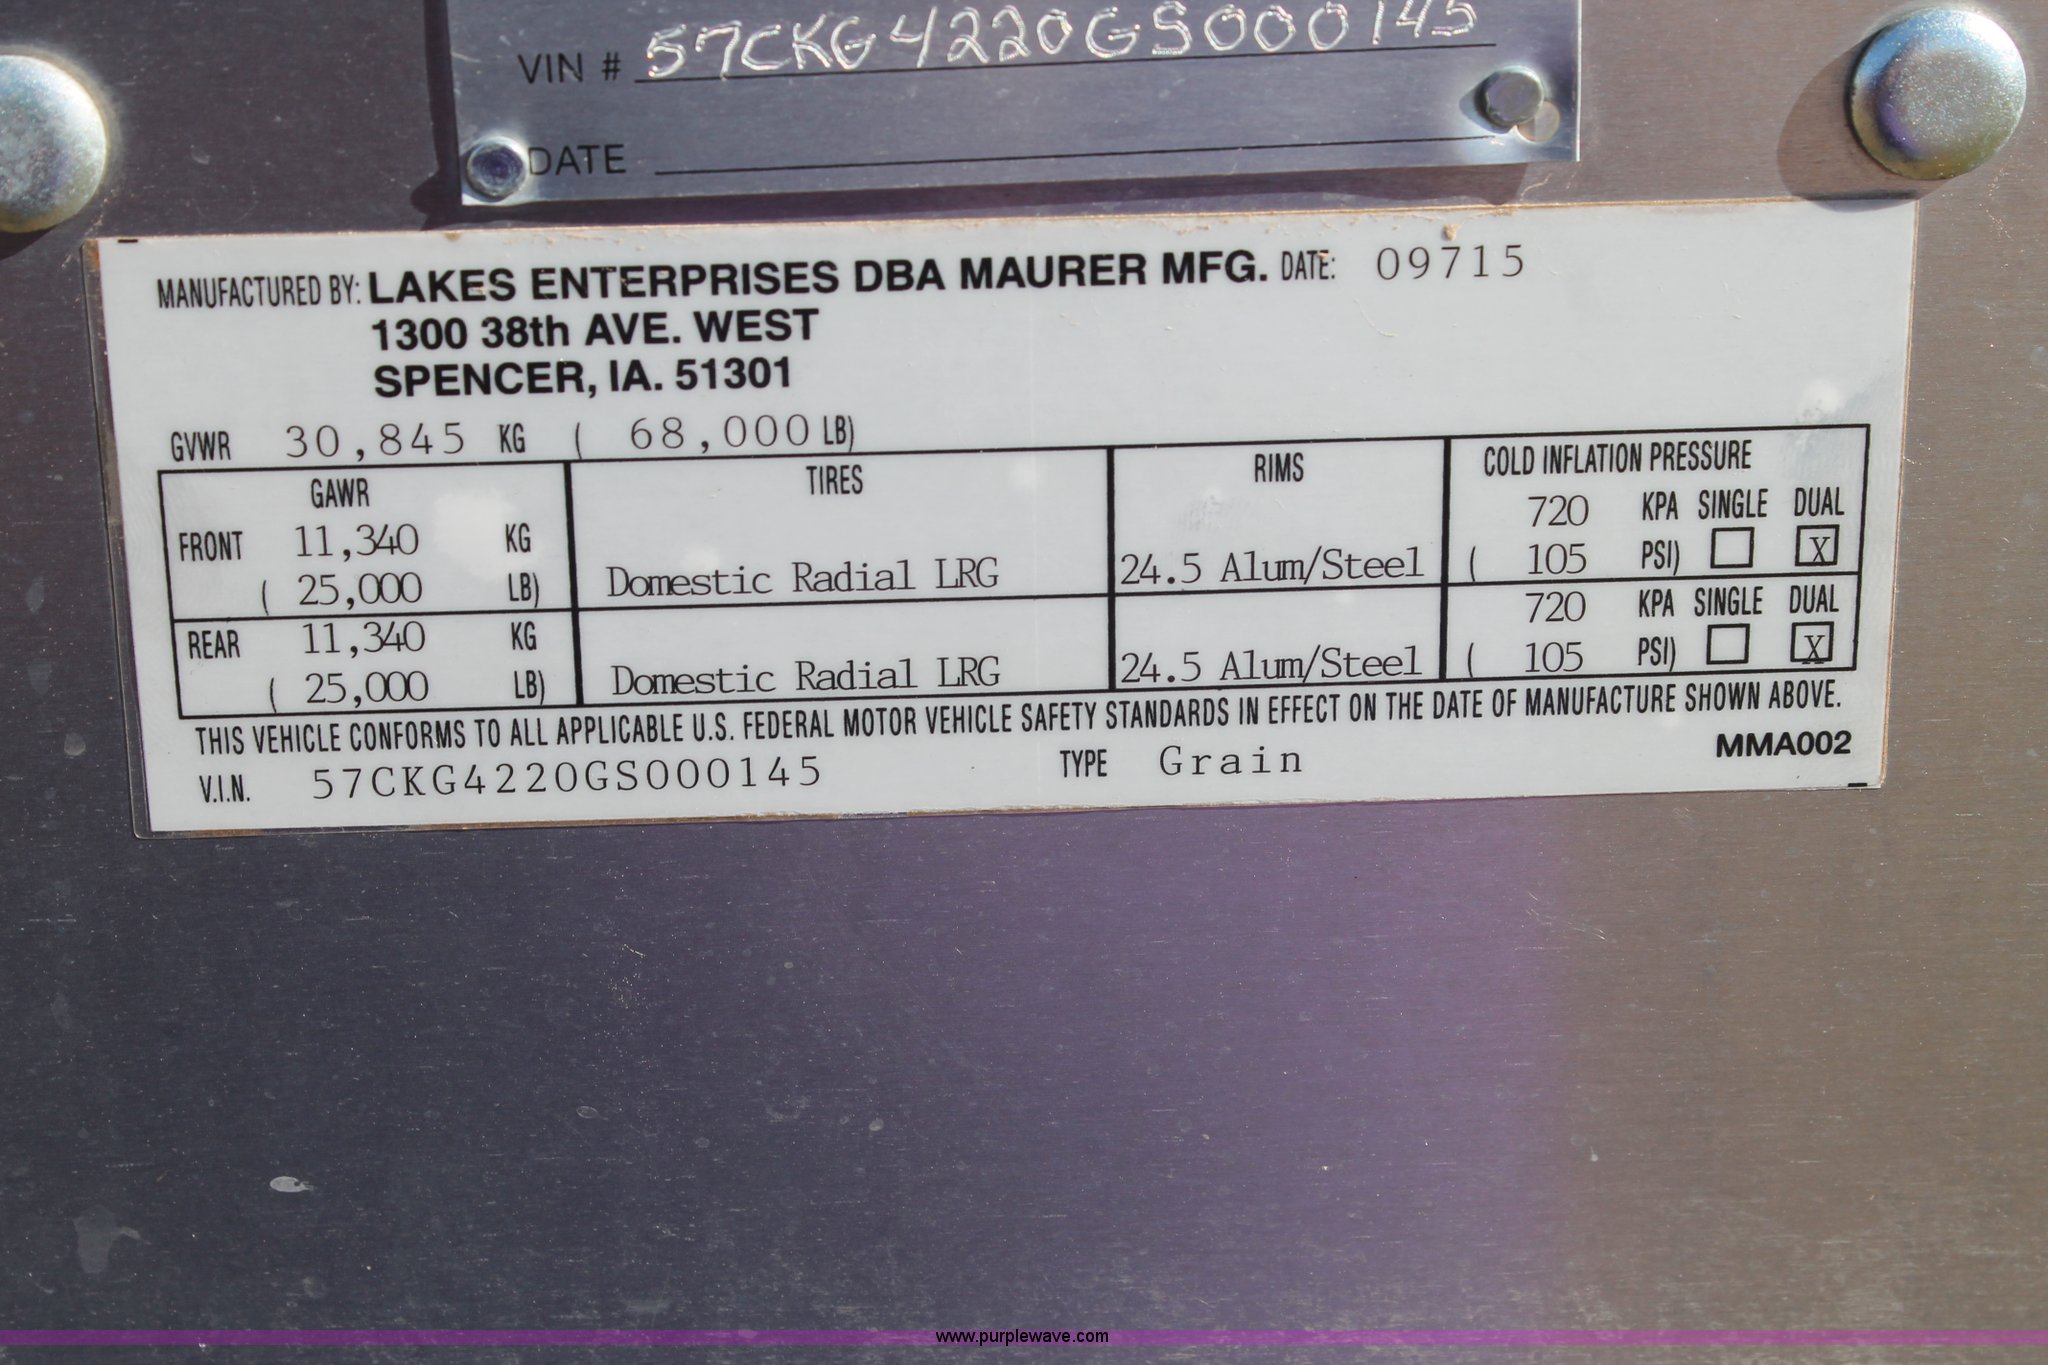 VIN # 57CKG4220GS000145
DATE
MANUFACTURED BY: LAKES ENTERPRISES DBA MAURER MFG. DATE: 09715
1300 38th AVE. WEST
SPENCER, IA. 51301
GVWR 30,845 KG ( 68,000 LB)
GAWR TIRES RIMS COLD INFLATION PRESSURE
FRONT 11,340 KG 720 KPA SINGLE DUAL
( 25,000 LB) Domestic Radial LRG 24.5 Alum/Steel ( 105 PSI) X
REAR 11,340 KG 720 KPA SINGLE DUAL
( 25,000 LB) Domestic Radial LRG 24.5 Alum/Steel ( 105 PSI) X
THIS VEHICLE CONFORMS TO ALL APPLICABLE U.S. FEDERAL MOTOR VEHICLE SAFETY STANDARDS IN EFFECT ON THE DATE OF MANUFACTURE SHOWN ABOVE.
V.I.N. 57CKG4220GS000145 TYPE Grain MMA002
www.purplewave.com